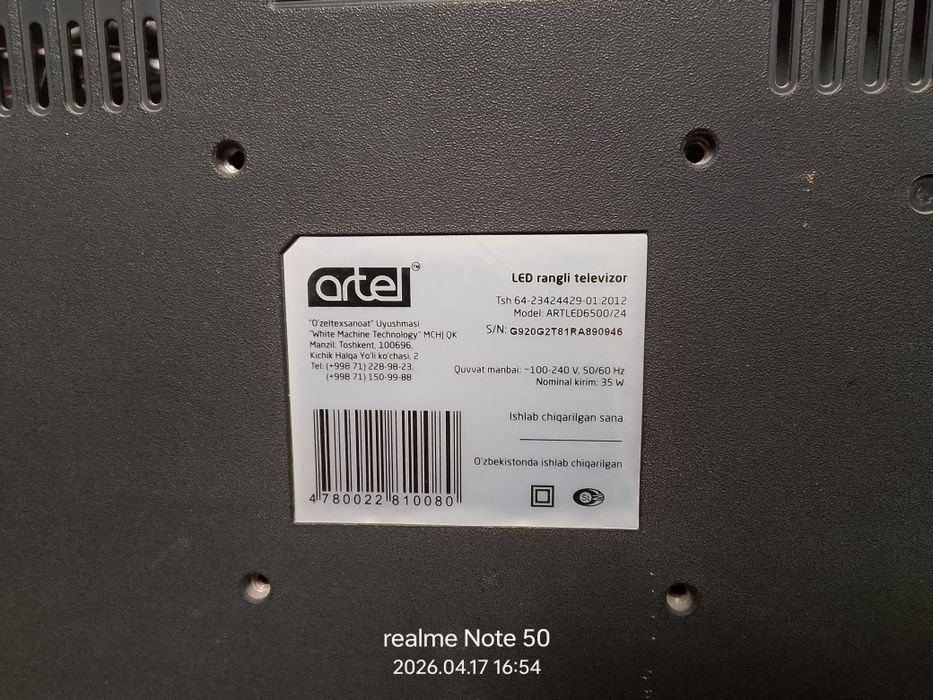 artel™
"O'zeltexsanoat" Uyushmasi
"White Machine Technology" MCHJ QK
Manzil: Toshkent, 100696,
Kichik Halqa Yo'li ko'chasi, 2
Tel: (+998 71) 228-98-23,
(+998 71) 150-99-88
4 780022 810080
LED rangli televizor
Tsh 64-23424429-01:2012
Model: ARTLED6500/24
S/N: G920G2T81RA890946
Quvvat manbai: ~100-240 V, 50/60 Hz
Nominal kirim: 35 W
Ishlab chiqarilgan sana
O'zbekistonda ishlab chiqarilgan
realme Note 50
2026.04.17 16:54